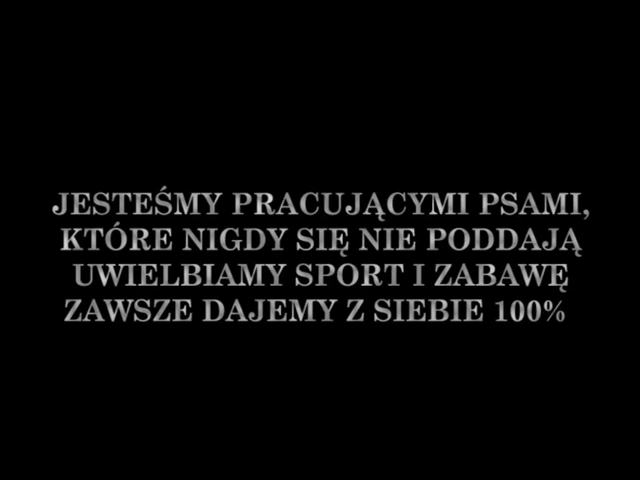 JESTEŚMY PRACUJĄCYMI PSAMI,
KTÓRE NIGDY SIĘ NIE PODDAJĄ
UWIELBIAMY SPORT I ZABAWĘ
ZAWSZE DAJEMY Z SIEBIE 100%